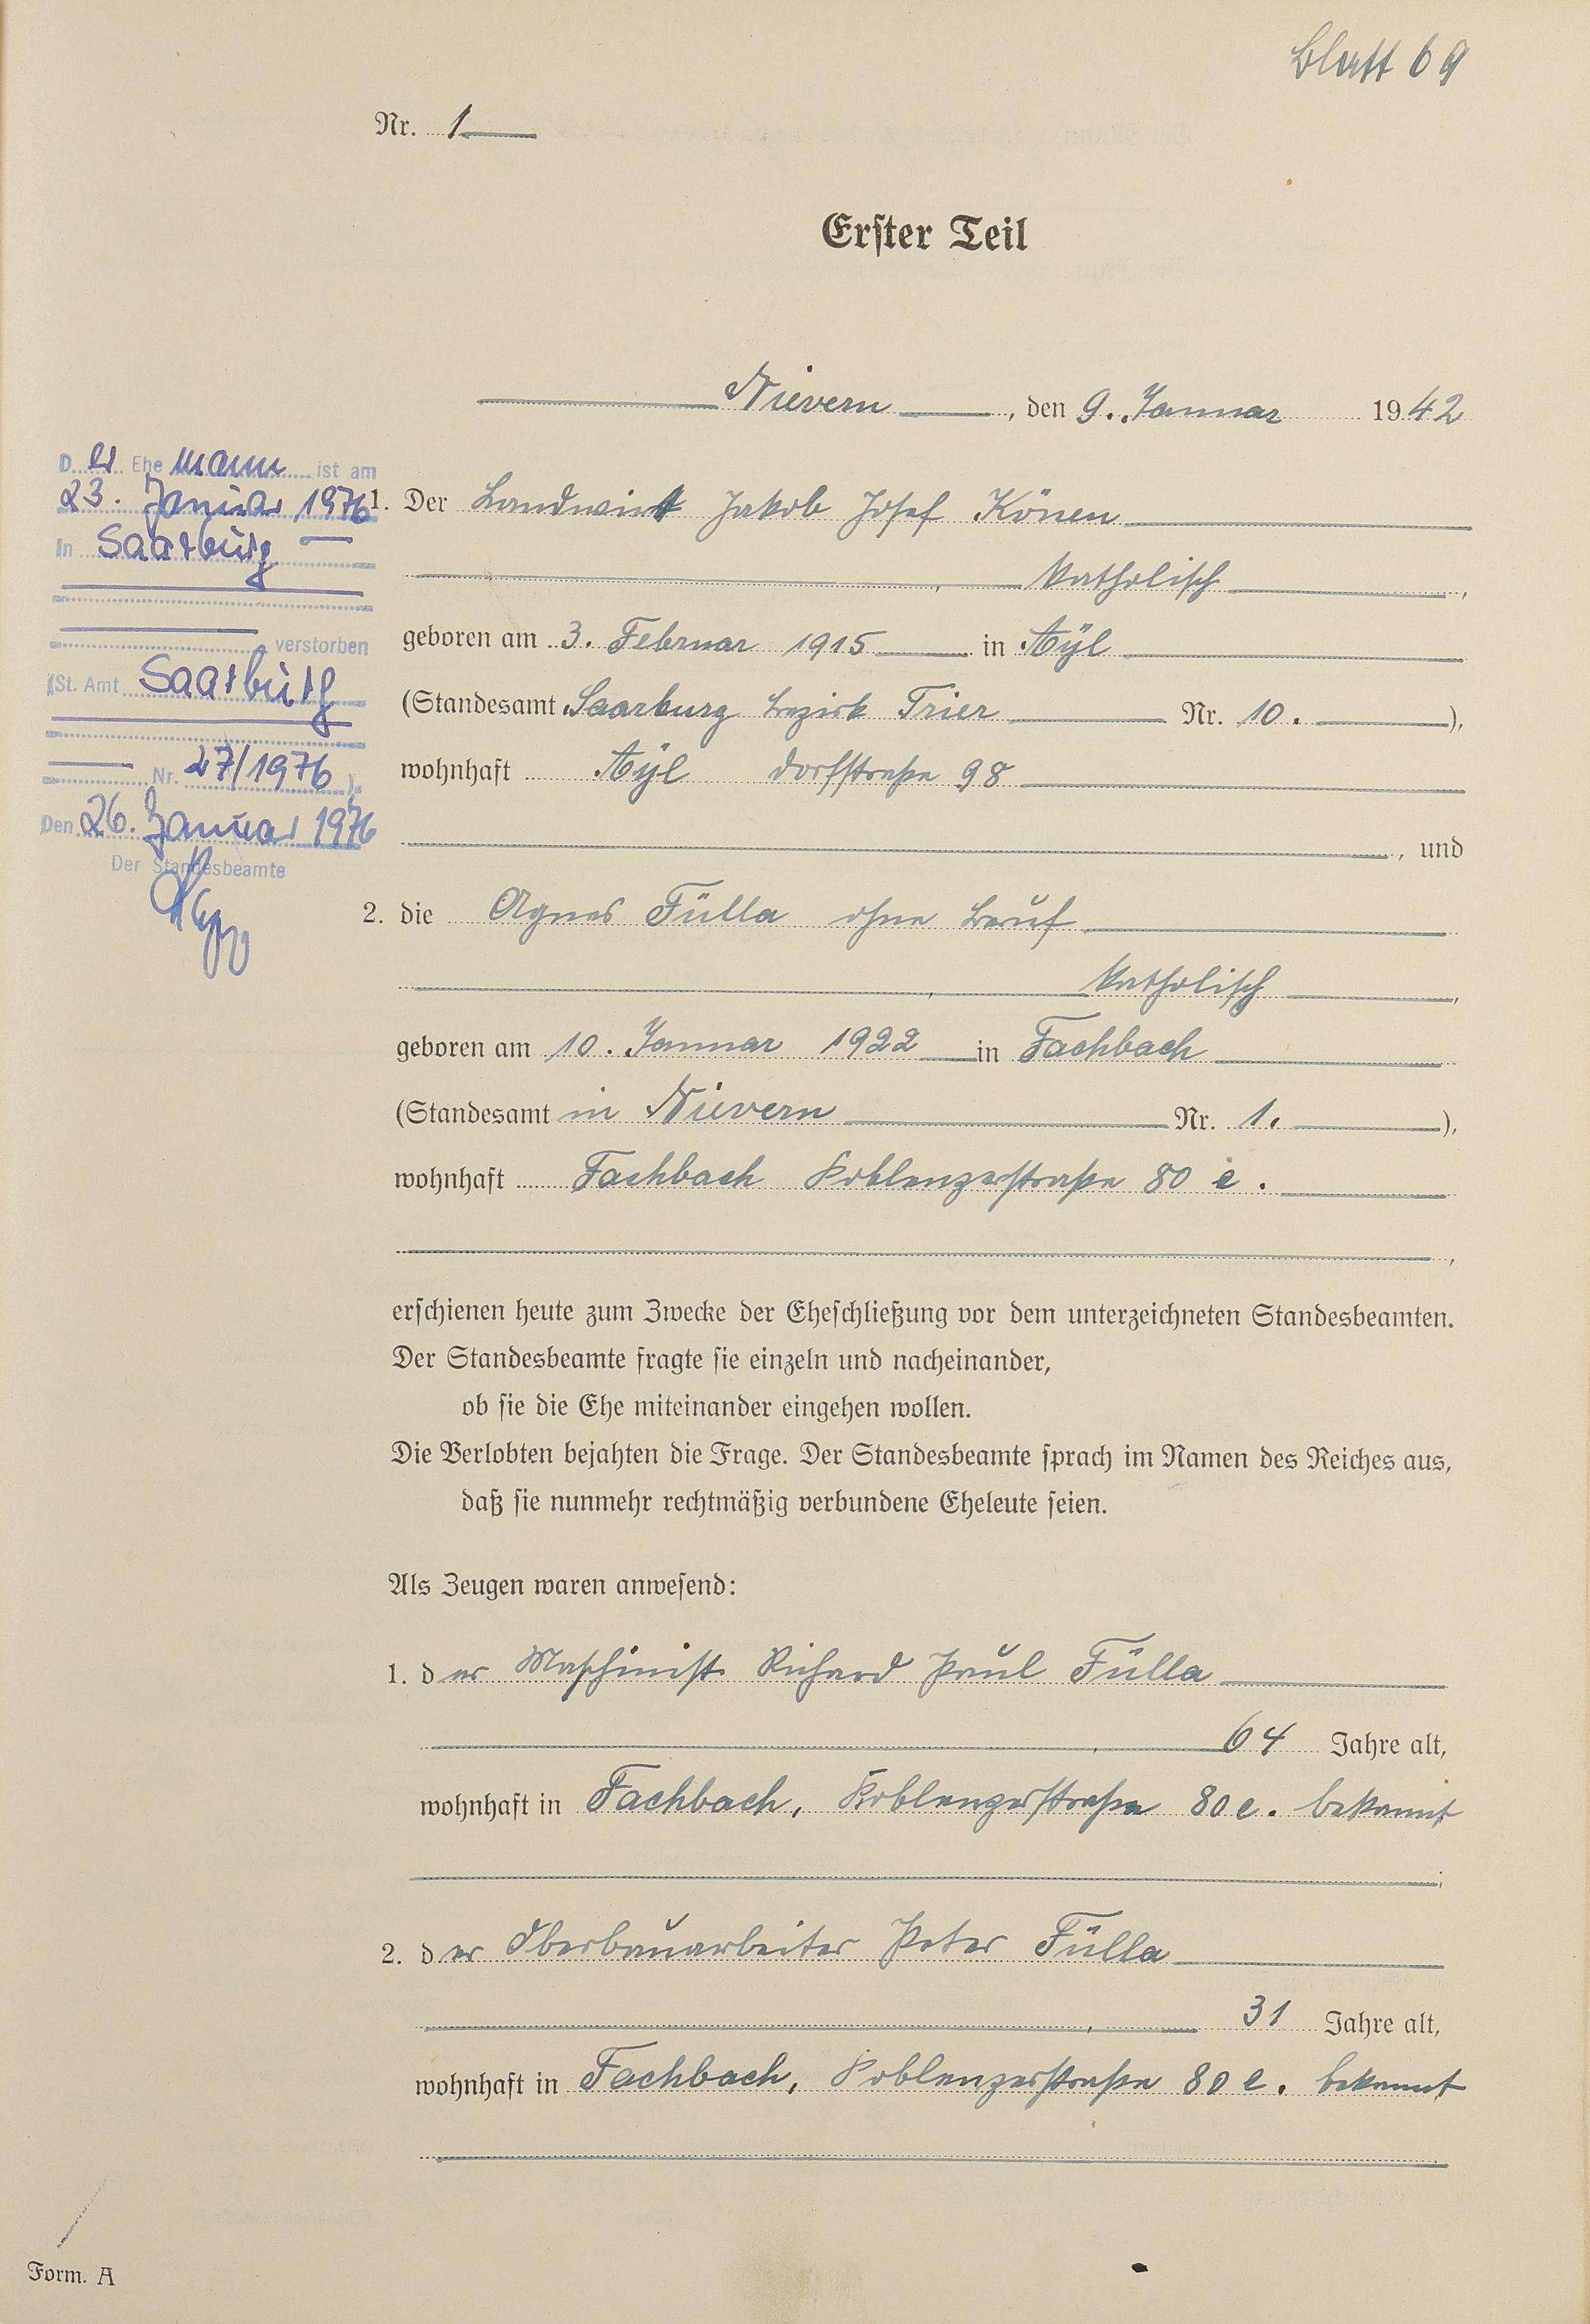 Blatt 69
Nr. 1
Erster Teil
Nievern, den 9. Januar 1942
Der Ehemann ist am
23. Januar 1976
in Saarburg
verstorben
(St. Amt Saarburg
Nr. 27/1976)
Den 26. Januar 1976
Der Standesbeamte
1. Der Landwirt Jakob Josef Könen
, katholisch,
geboren am 3. Februar 1915 in Aÿl
(Standesamt Saarburg Bezirk Trier Nr. 10.),
wohnhaft Aÿl Dorfstraße 98
, und
2. die Agnes Fülla ohne Beruf
, katholisch,
geboren am 10. Januar 1922 in Fachbach
(Standesamt in Nievern Nr. 1.),
wohnhaft Fachbach Koblenzerstraße 80 e.
,
erschienen heute zum Zwecke der Eheschließung vor dem unterzeichneten Standesbeamten.
Der Standesbeamte fragte sie einzeln und nacheinander,
ob sie die Ehe miteinander eingehen wollen.
Die Verlobten bejahten die Frage. Der Standesbeamte sprach im Namen des Reiches aus,
daß sie nunmehr rechtmäßig verbundene Eheleute seien.
Als Zeugen waren anwesend:
1. der Maschinist Richard Paul Fülla
, 64 Jahre alt,
wohnhaft in Fachbach, Koblenzerstraße 80 e. bekannt
;
2. der Oberbauarbeiter Peter Fülla
, 31 Jahre alt,
wohnhaft in Fachbach, Koblenzerstraße 80 e. bekannt
Form. A